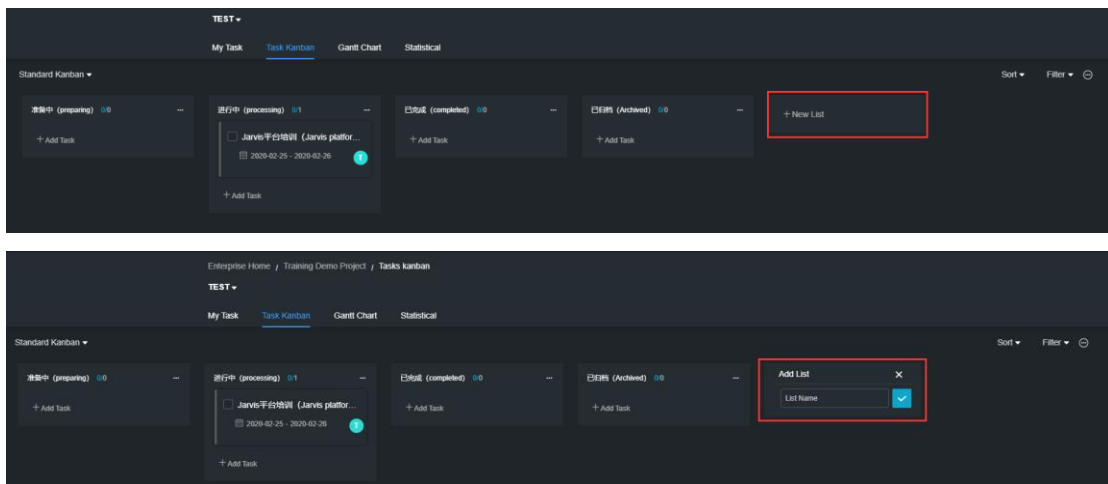 TEST
My Task Task Kanban Gantt Chart Statistical
Standard Kanban Sort Filter
准备中 (preparing) 0/0 进行中 (processing) 0/1 已完成 (completed) 0/0 已归档 (Archived) 0/0 + New List
+ Add Task Jarvis平台培训 (Jarvis platfor... + Add Task + Add Task
2020-02-25 - 2020-02-26 T
+ Add Task
Enterprise Home / Training Demo Project / Tasks kanban
TEST
My Task Task Kanban Gantt Chart Statistical
Standard Kanban Sort Filter
准备中 (preparing) 0/0 进行中 (processing) 0/1 已完成 (completed) 0/0 已归档 (Archived) 0/0 Add List
+ Add Task Jarvis平台培训 (Jarvis platfor... + Add Task + Add Task List Name
2020-02-25 - 2020-02-26 T
+ Add Task